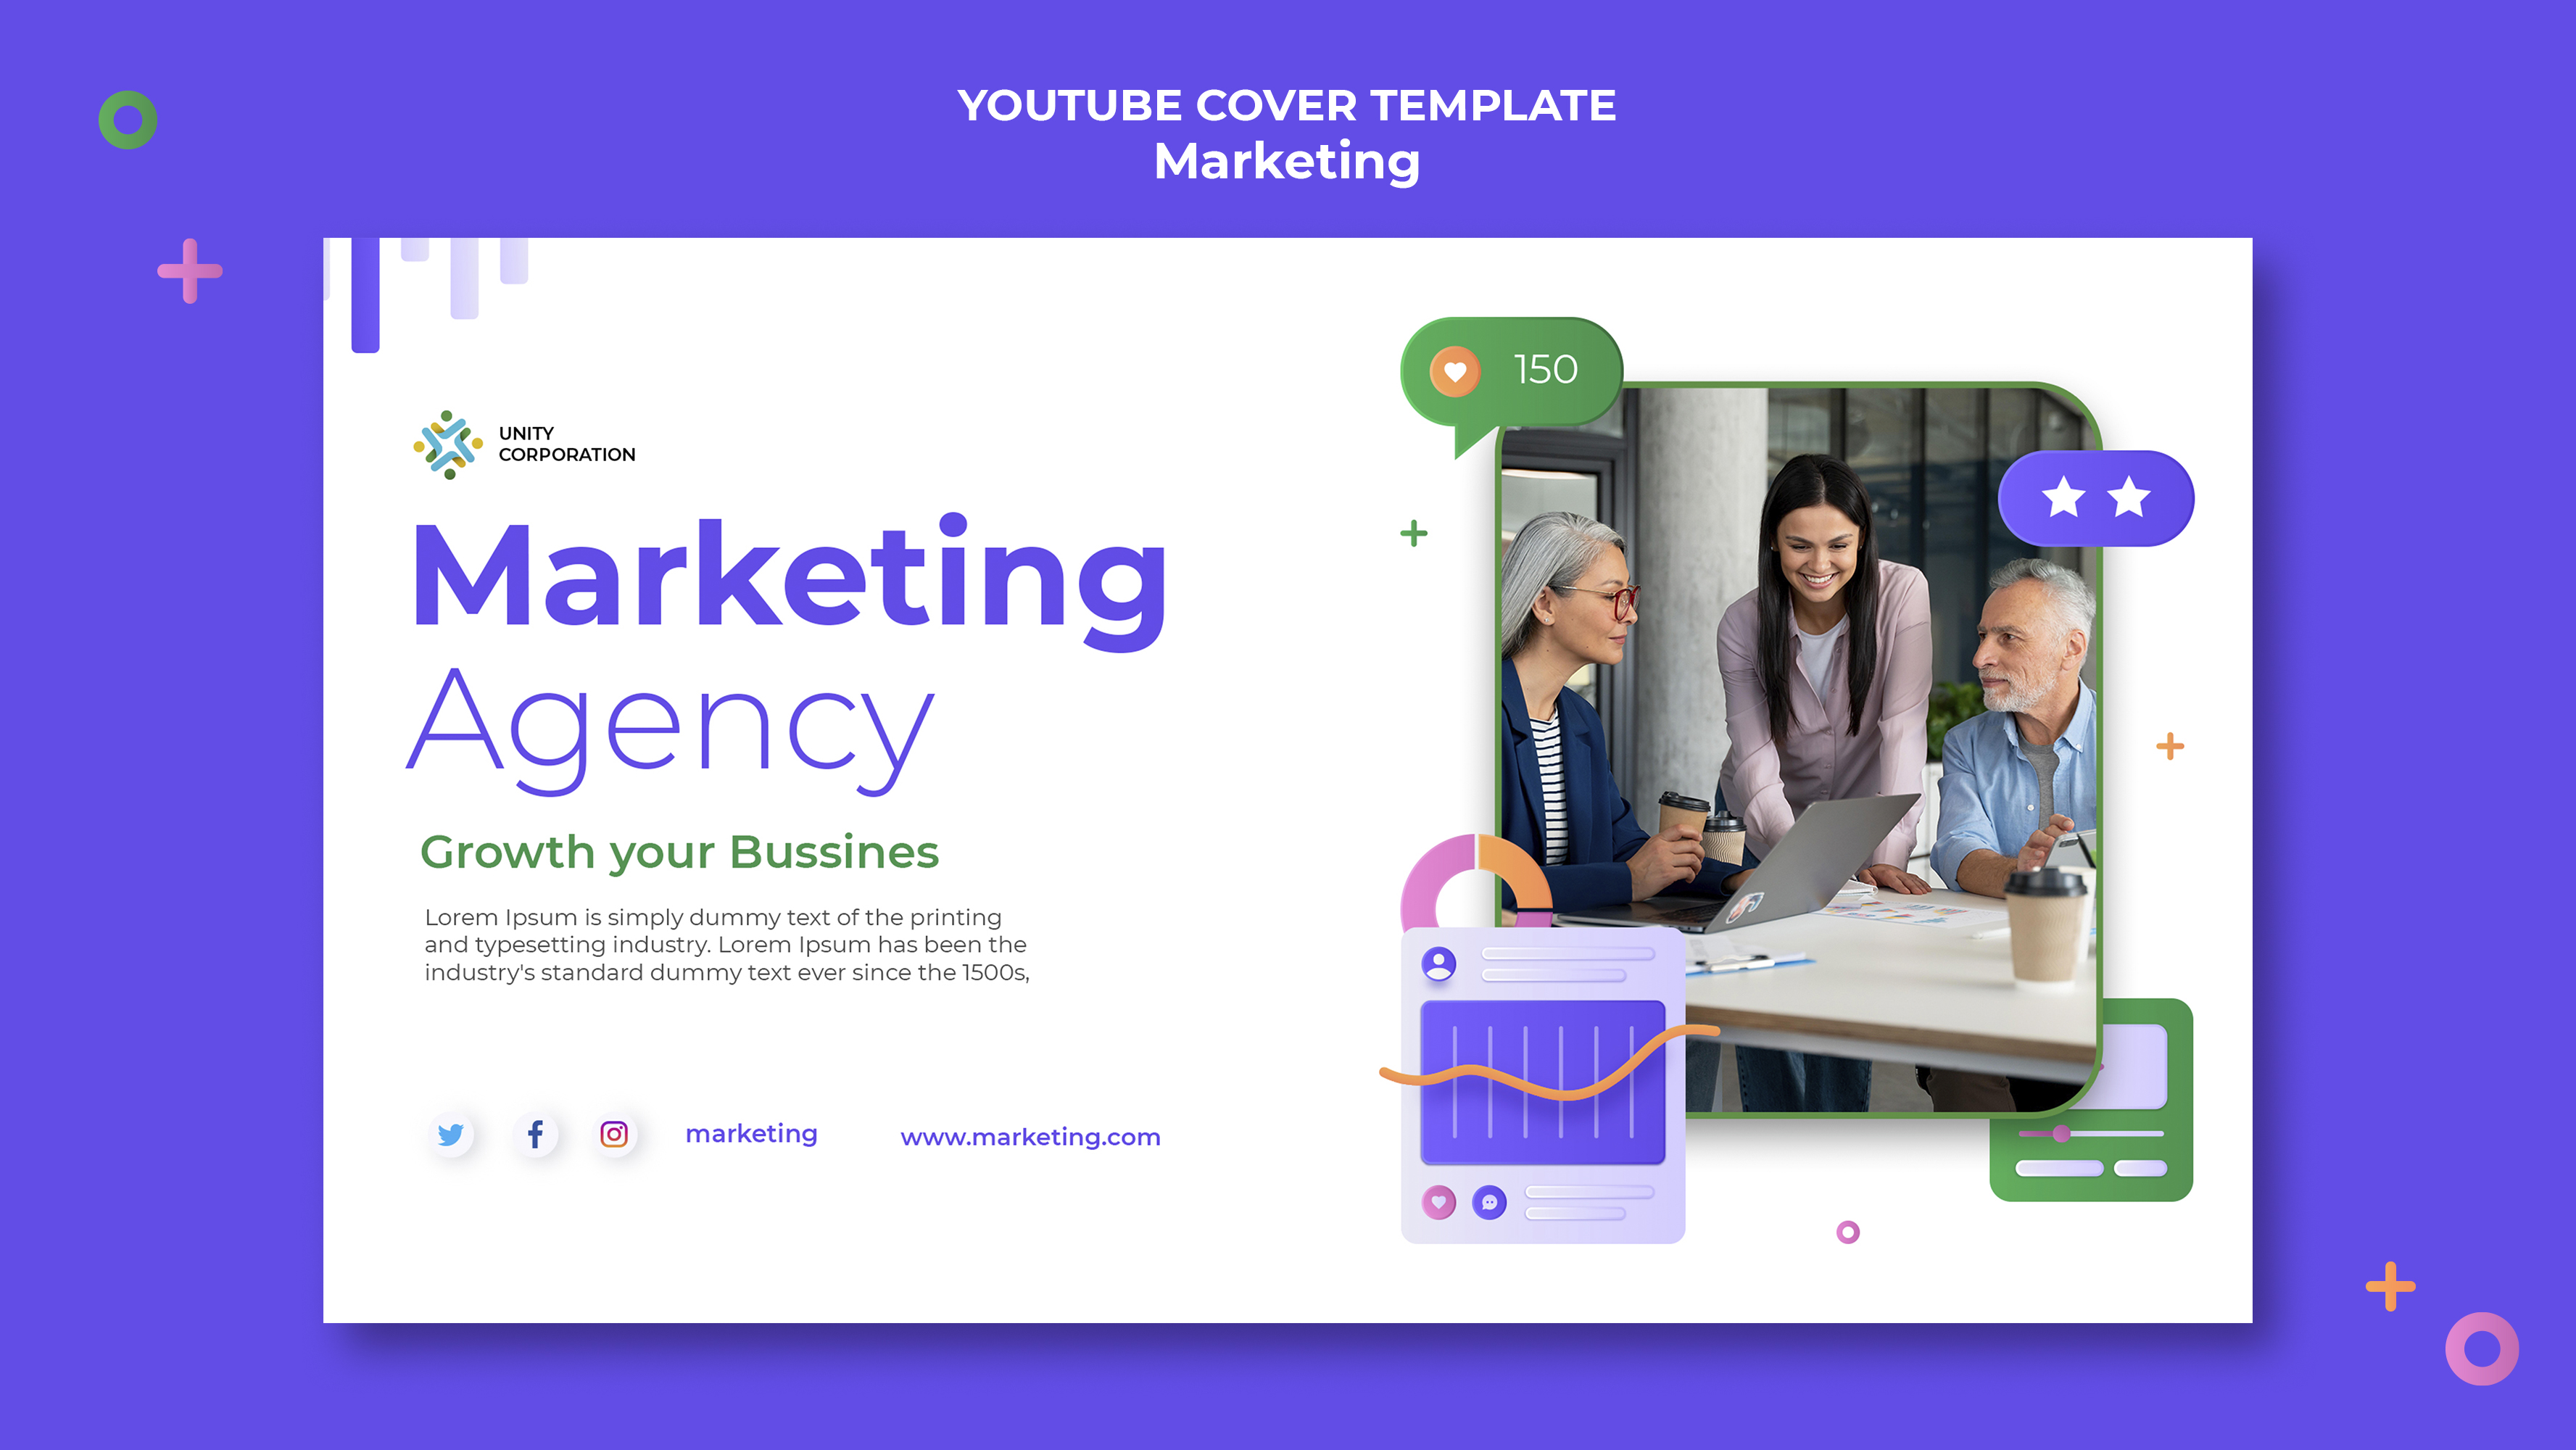 YOUTUBE COVER TEMPLATE
Marketing
UNITY
CORPORATION
Marketing
Agency
Growth your Bussines
Lorem Ipsum is simply dummy text of the printing
and typesetting industry. Lorem Ipsum has been the
industry's standard dummy text ever since the 1500s,
marketing
www.marketing.com
150